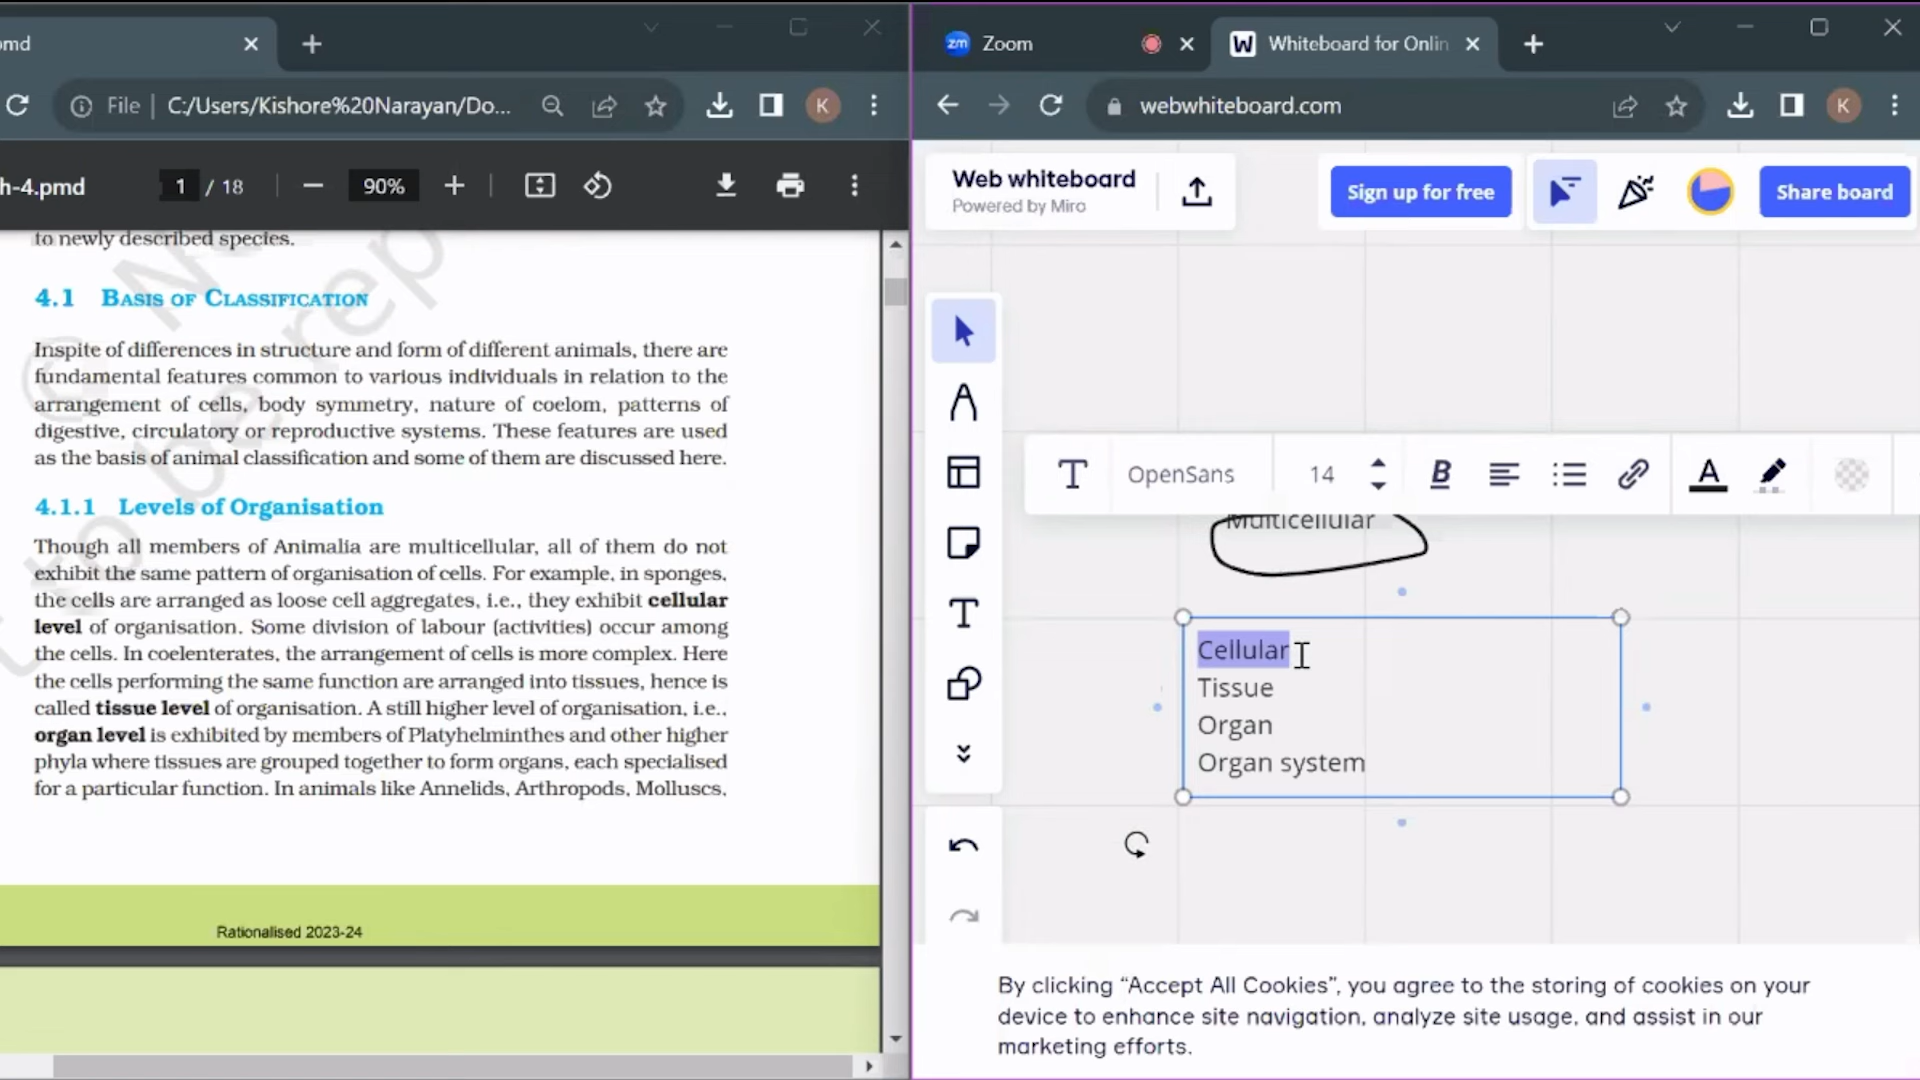 omd
Zoom
Whiteboard for Onlin
File
C:/Users/Kishore%20Narayan/Do...
K
webwhiteboard.com
K
h-4.pmd
1 / 18
90%
Web whiteboard
Powered by Miro
Sign up for free
Share board
to newly described species.
4.1 BASIS OF CLASSIFICATION
Inspite of differences in structure and form of different animals, there are
fundamental features common to various individuals in relation to the
arrangement of cells, body symmetry, nature of coelom, patterns of
digestive, circulatory or reproductive systems. These features are used
as the basis of animal classification and some of them are discussed here.
4.1.1 Levels of Organisation
Though all members of Animalia are multicellular, all of them do not
exhibit the same pattern of organisation of cells. For example, in sponges,
the cells are arranged as loose cell aggregates, i.e., they exhibit cellular
level of organisation. Some division of labour (activities) occur among
the cells. In coelenterates, the arrangement of cells is more complex. Here
the cells performing the same function are arranged into tissues, hence is
called tissue level of organisation. A still higher level of organisation, i.e.,
organ level is exhibited by members of Platyhelminthes and other higher
phyla where tissues are grouped together to form organs, each specialised
for a particular function. In animals like Annelids, Arthropods, Molluscs,
Rationalised 2023-24
OpenSans
14
B
A
Multicellular
Cellular
Tissue
Organ
Organ system
By clicking “Accept All Cookies”, you agree to the storing of cookies on your
device to enhance site navigation, analyze site usage, and assist in our
marketing efforts.